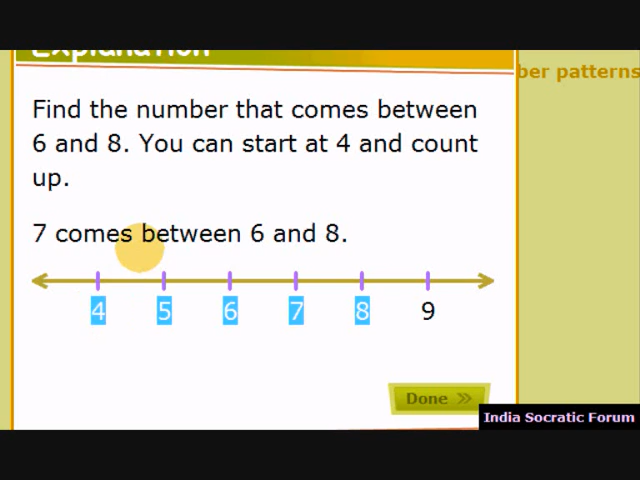 Explanation
ber patterns
Find the number that comes between
6 and 8. You can start at 4 and count
up.
7 comes between 6 and 8.
4 5 6 7 8 9
Done
India Socratic Forum